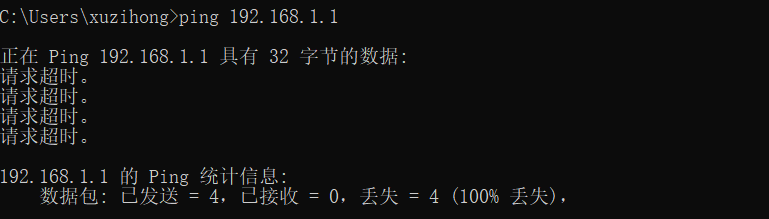 C:\Users\xuzihong>ping 192.168.1.1
正在 Ping 192.168.1.1 具有 32 字节的数据:
请求超时。
请求超时。
请求超时。
请求超时。
192.168.1.1 的 Ping 统计信息:
数据包: 已发送 = 4，已接收 = 0，丢失 = 4 (100% 丢失)，